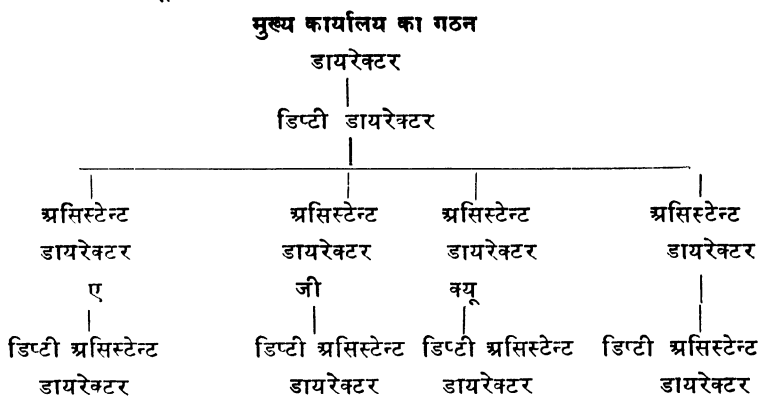 मुख्य कार्यालय का गठन
डायरेक्टर
डिप्टी डायरेक्टर
असिस्टेन्ट असिस्टेन्ट असिस्टेन्ट असिस्टेन्ट
डायरेक्टर डायरेक्टर डायरेक्टर डायरेक्टर
ए जी क्यू
डिप्टी असिस्टेन्ट डिप्टी असिस्टेन्ट डिप्टी असिस्टेन्ट डिप्टी असिस्टेन्ट
डायरेक्टर डायरेक्टर डायरेक्टर डायरेक्टर